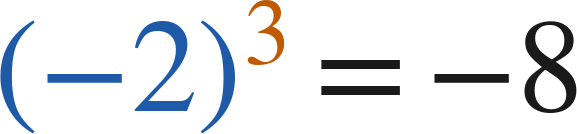 (−2)³ = −8